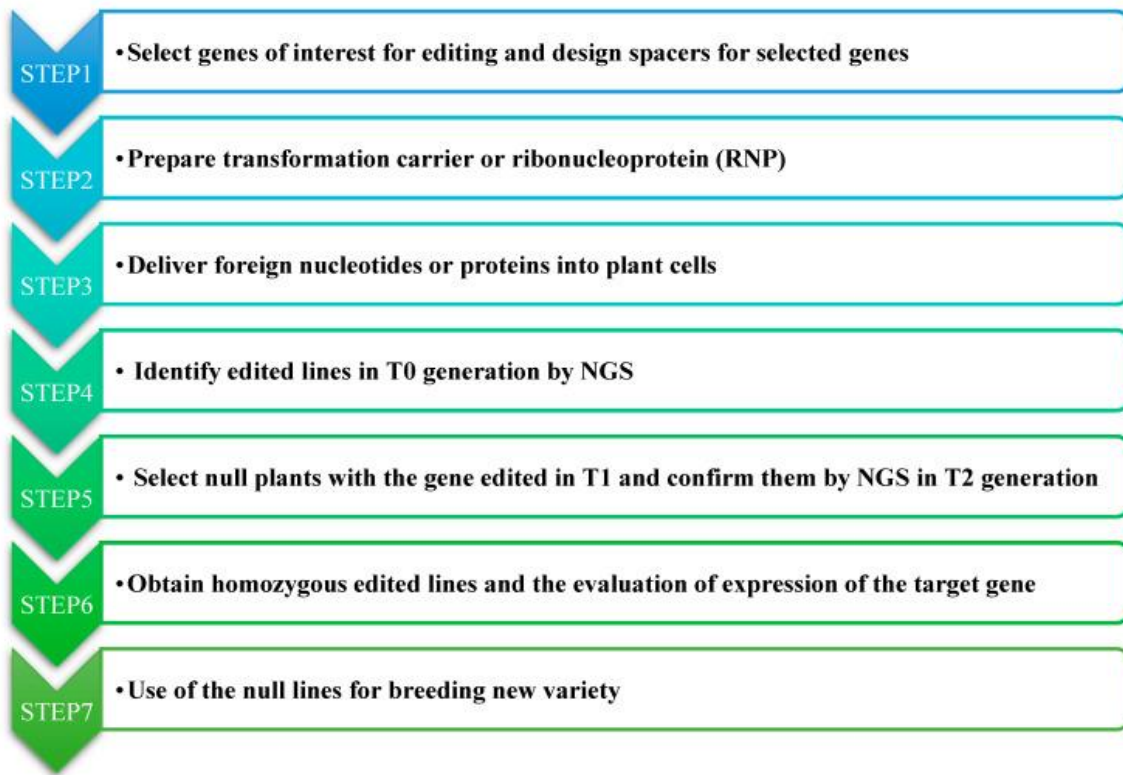 STEP1
•Select genes of interest for editing and design spacers for selected genes
STEP2
•Prepare transformation carrier or ribonucleoprotein (RNP)
STEP3
•Deliver foreign nucleotides or proteins into plant cells
STEP4
• Identify edited lines in T0 generation by NGS
STEP5
• Select null plants with the gene edited in T1 and confirm them by NGS in T2 generation
STEP6
•Obtain homozygous edited lines and the evaluation of expression of the target gene
STEP7
•Use of the null lines for breeding new variety